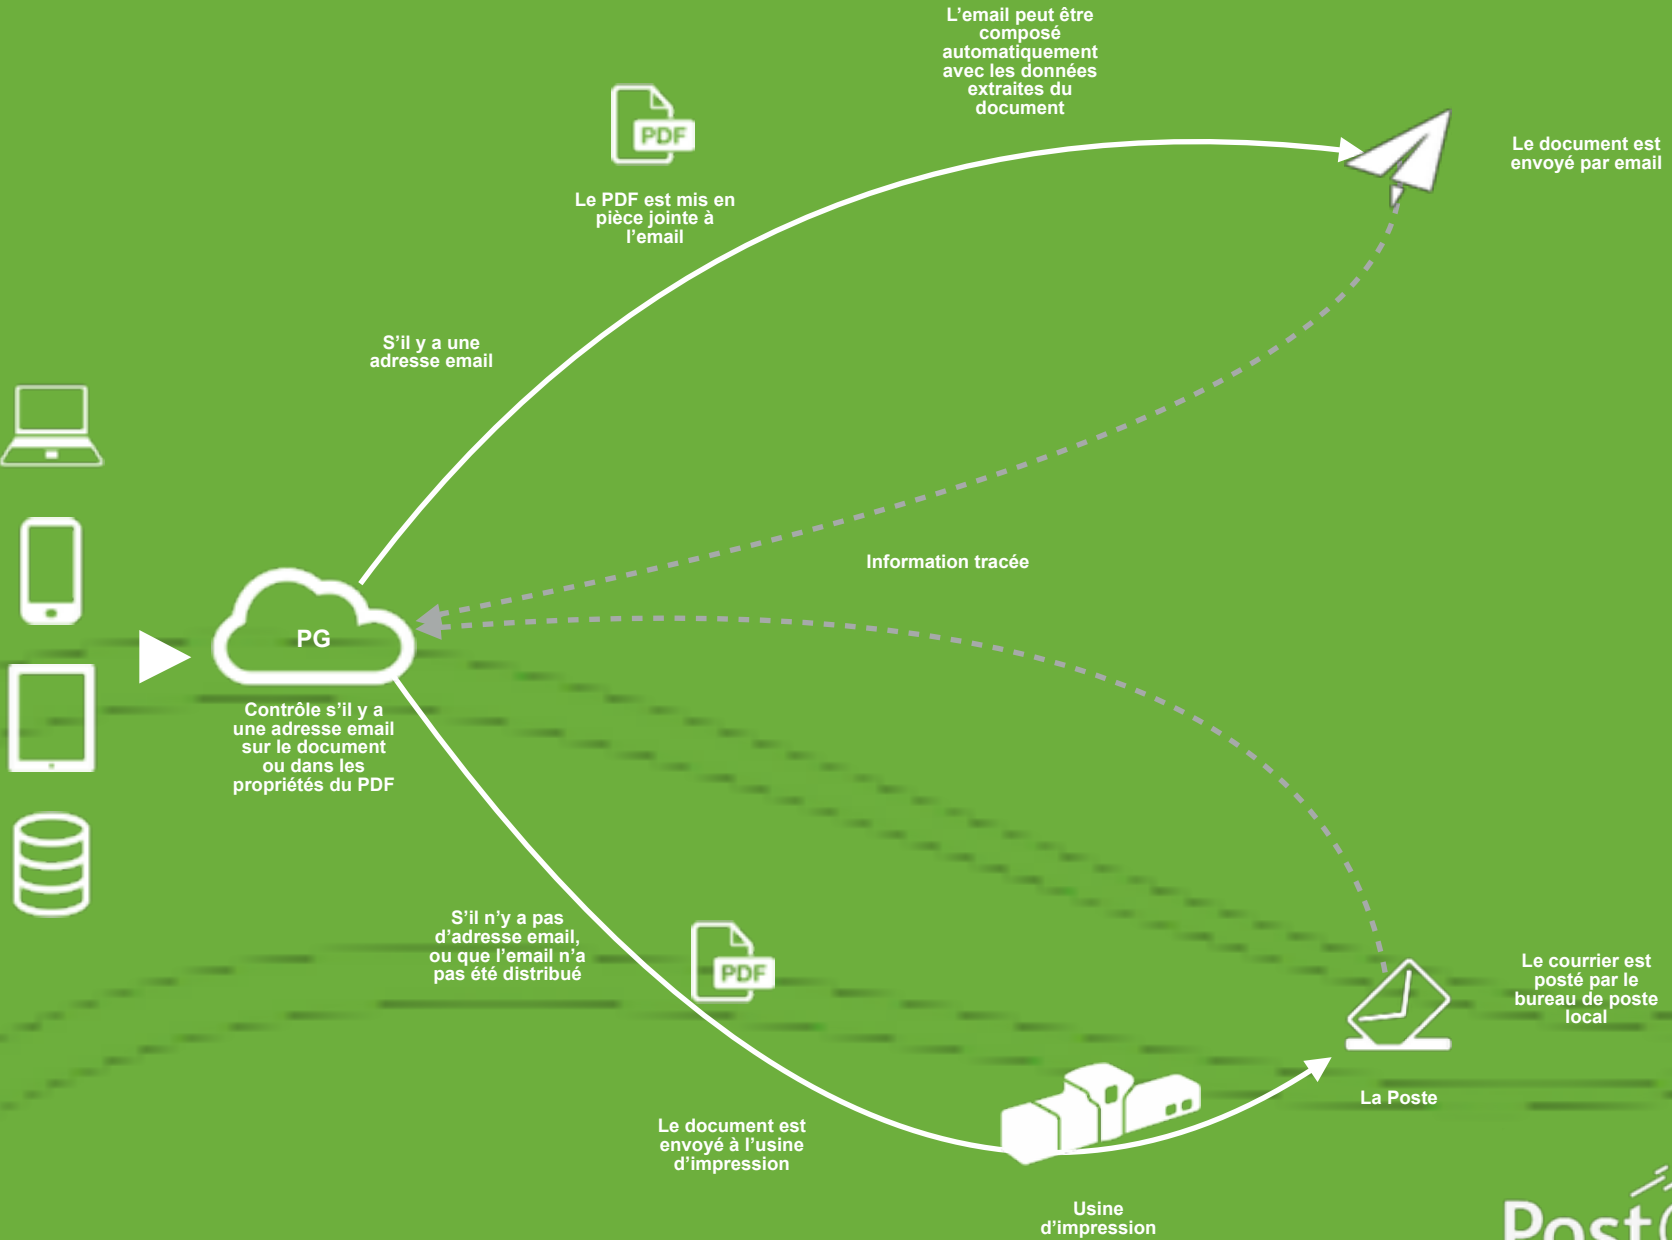 L’email peut être
composé
automatiquement
avec les données
extraites du
document
PDF
Le document est
envoyé par email
Le PDF est mis en
pièce jointe à
l’email
S’il y a une
adresse email
Information tracée
PG
Contrôle s’il y a
une adresse email
sur le document
ou dans les
propriétés du PDF
S’il n’y a pas
d’adresse email,
ou que l’email n’a
pas été distribué
PDF
Le courrier est
posté par le
bureau de poste
local
La Poste
Le document est
envoyé à l’usine
d’impression
Usine
d’impression
Post